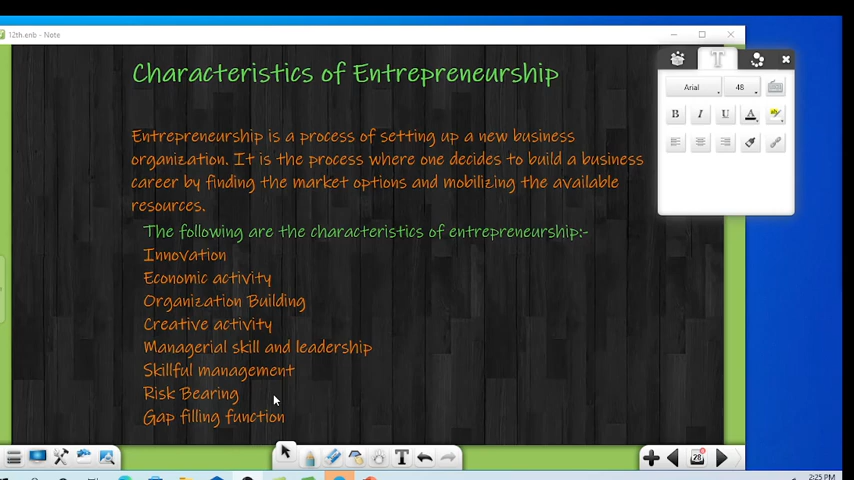 12th.enb - Note
Characteristics of Entrepreneurship
Arial 48
B I U A
Entrepreneurship is a process of setting up a new business
organization. It is the process where one decides to build a business
career by finding the market options and mobilizing the available
resources.
The following are the characteristics of entrepreneurship:-
Innovation
Economic activity
Organization Building
Creative activity
Managerial skill and leadership
Skillful management
Risk Bearing
Gap filling function
T
28
2:25 PM